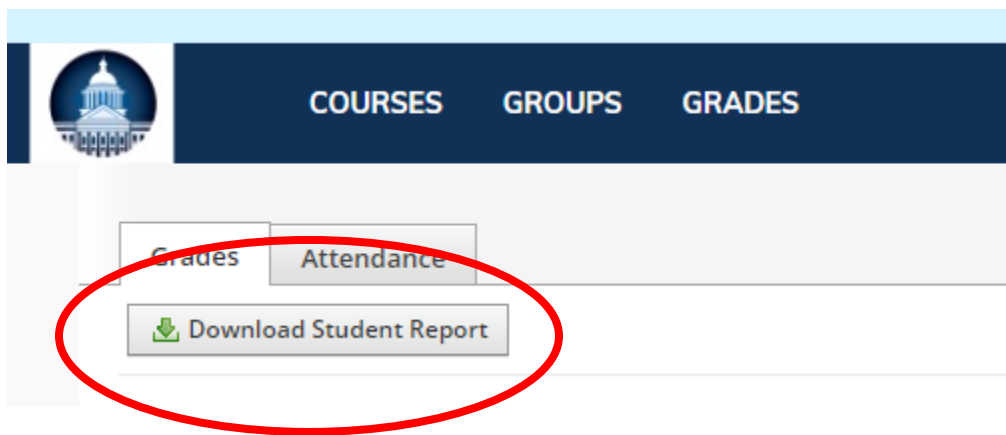 COURSES GROUPS GRADES
Grades Attendance
Download Student Report